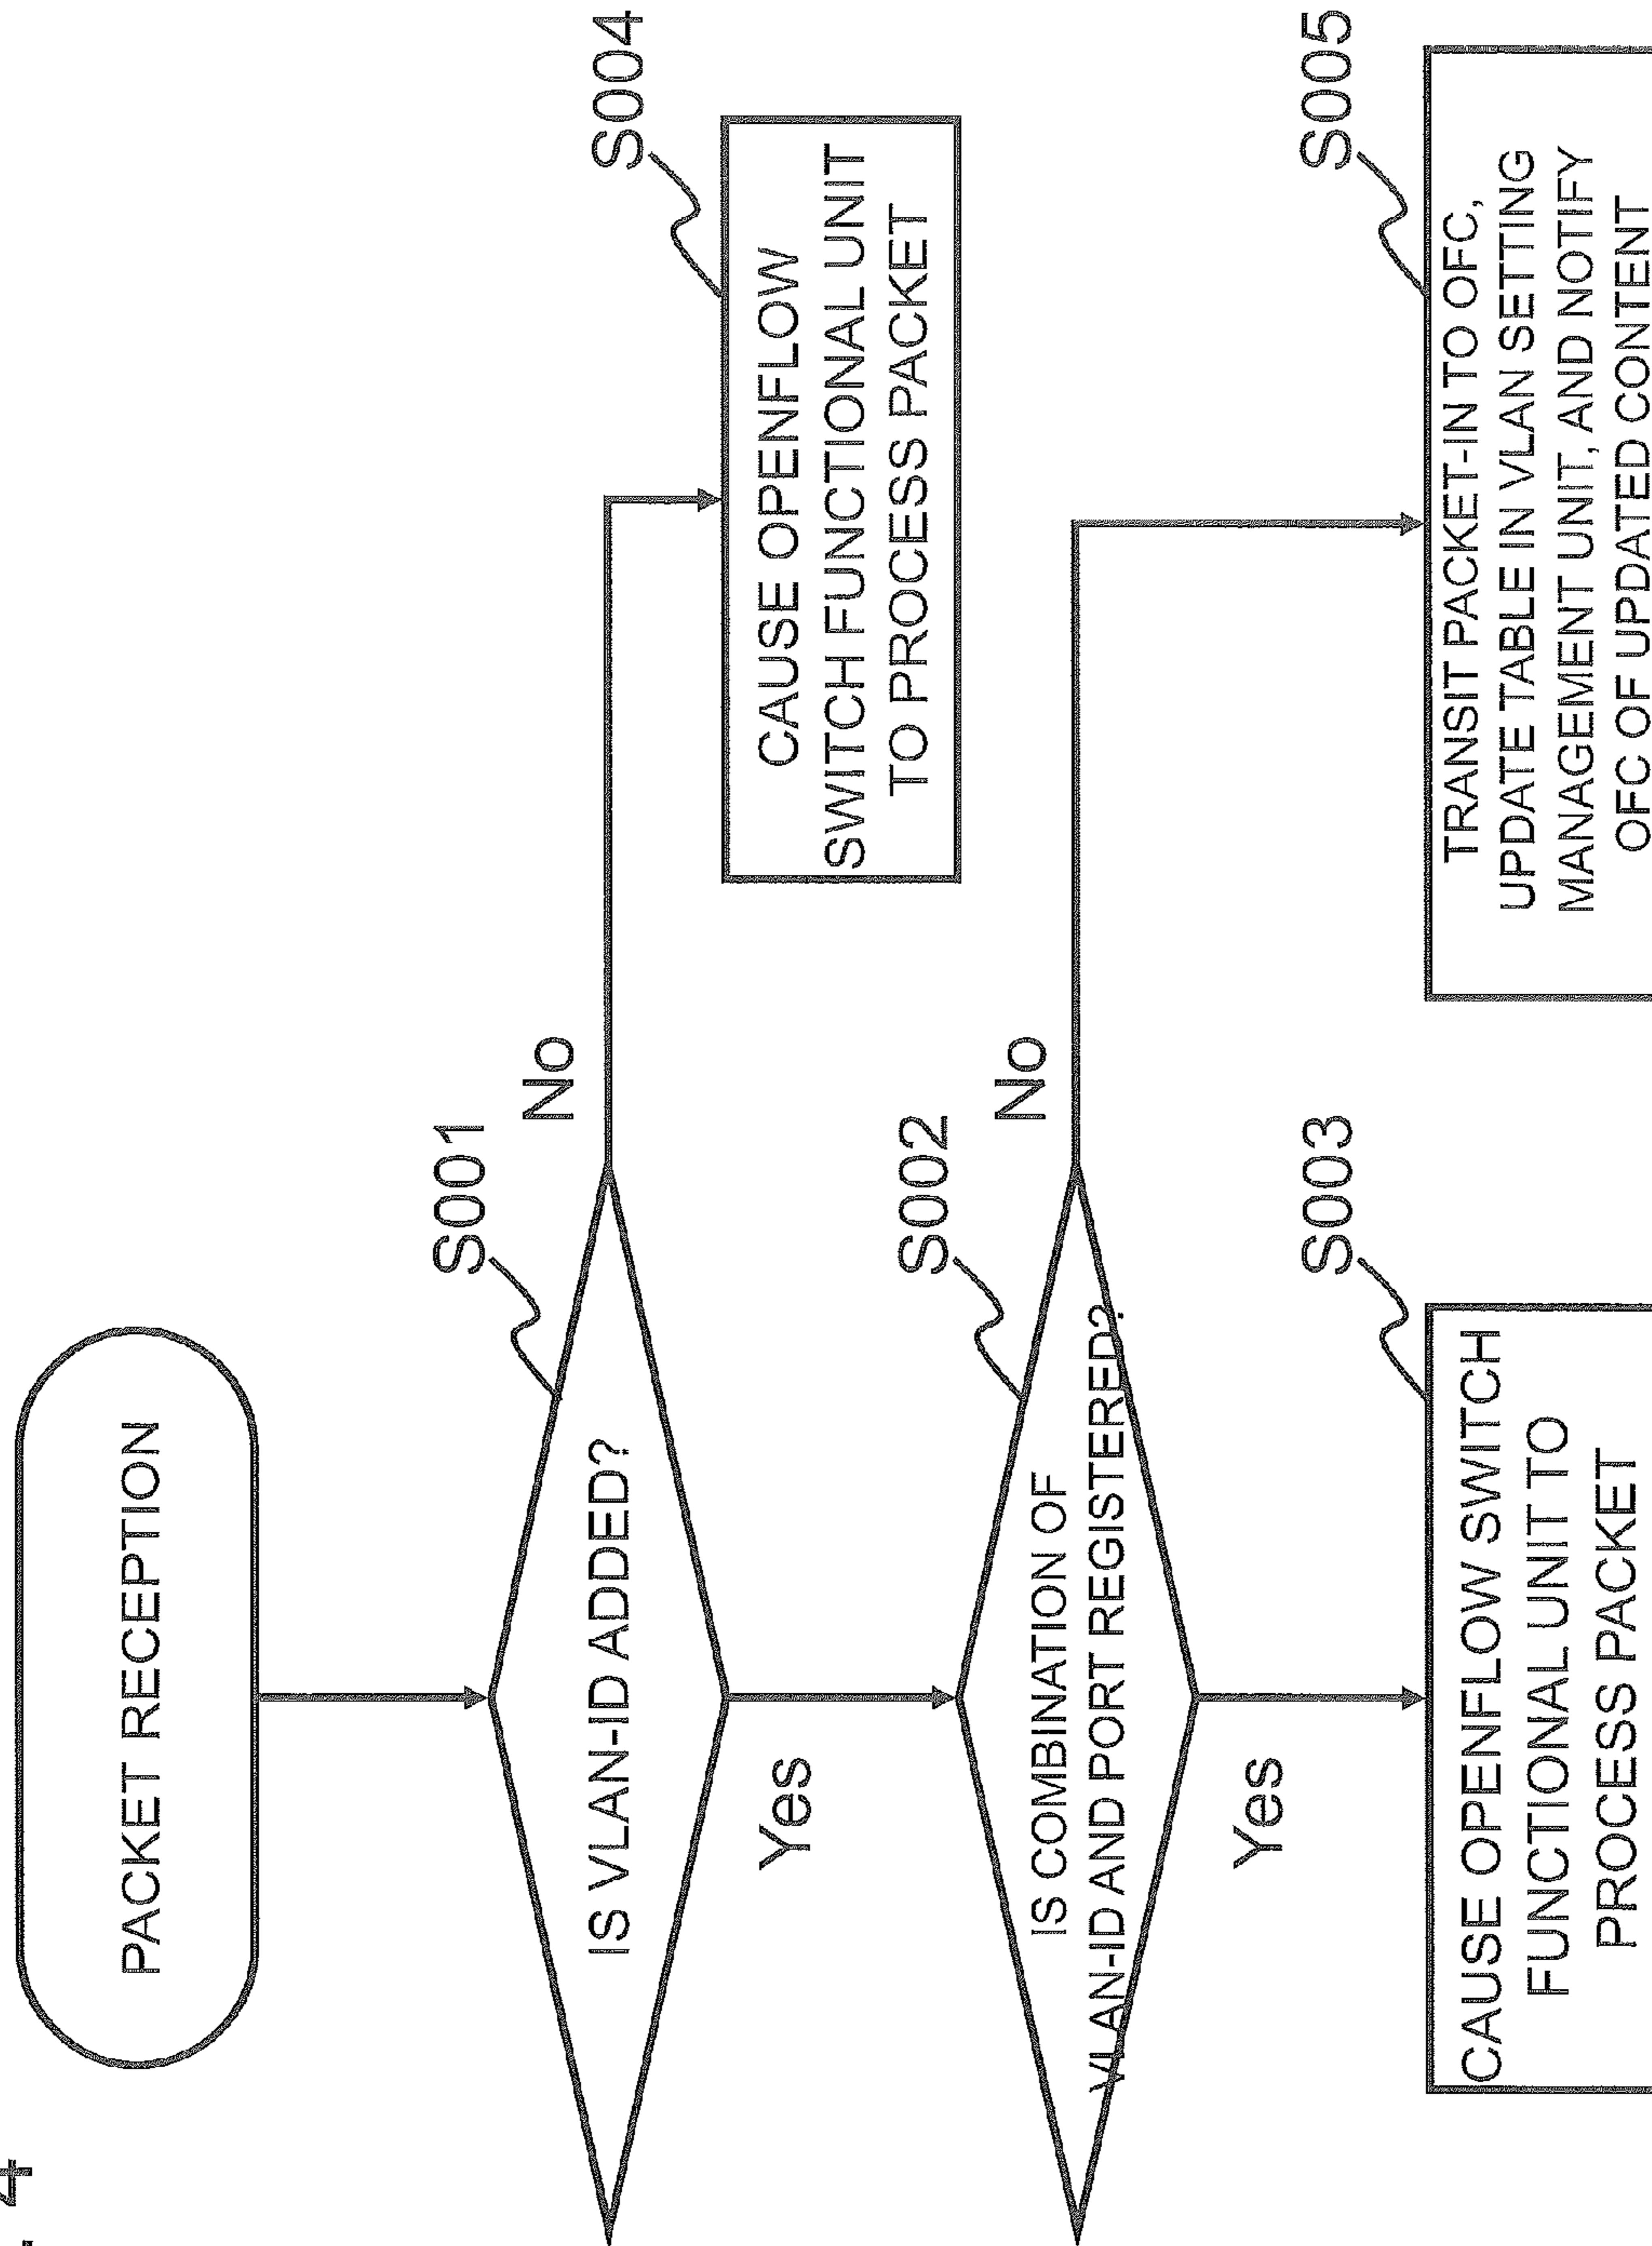 4
PACKET RECEPTION
S001
IS VLAN-ID ADDED?
No
Yes
S004
CAUSE OPENFLOW
SWITCH FUNCTIONAL UNIT
TO PROCESS PACKET
S002
IS COMBINATION OF
VLAN-ID AND PORT REGISTERED?
No
Yes
S003
CAUSE OPENFLOW SWITCH
FUNCTIONAL UNIT TO
PROCESS PACKET
S005
TRANSIT PACKET-IN TO OFC,
UPDATE TABLE IN VLAN SETTING
MANAGEMENT UNIT, AND NOTIFY
OFC OF UPDATED CONTENT